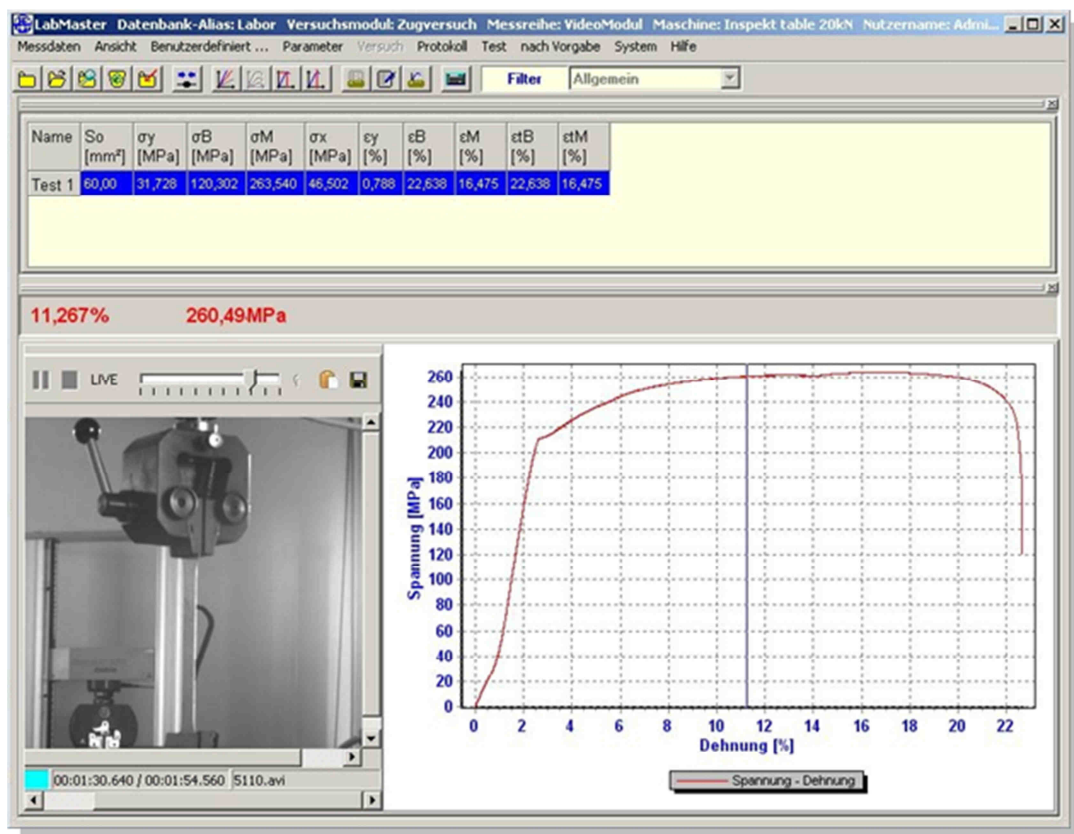 LabMaster Datenbank-Alias: Labor Versuchsmodul: Zugversuch Messreihe: VideoModul Maschine: Inspekt table 20kN Nutzername: Admi...
Messdaten Ansicht Benutzerdefiniert ... Parameter Versuch Protokoll Test nach Vorgabe System Hilfe
Filter Allgemein
Name So σy σB σM σx εy εB εM εtB εtM
[mm²] [MPa] [MPa] [MPa] [MPa] [%] [%] [%] [%] [%]
Test 1 60,00 31,728 120,302 263,540 46,502 0,788 22,638 16,475 22,638 16,475
11,267% 260,49MPa
LIVE
00:01:30.640 / 00:01:54.560 5110.avi
Spannung [MPa]
260
240
220
200
180
160
140
120
100
80
60
40
20
0
0 2 4 6 8 10 12 14 16 18 20 22
Dehnung [%]
Spannung - Dehnung